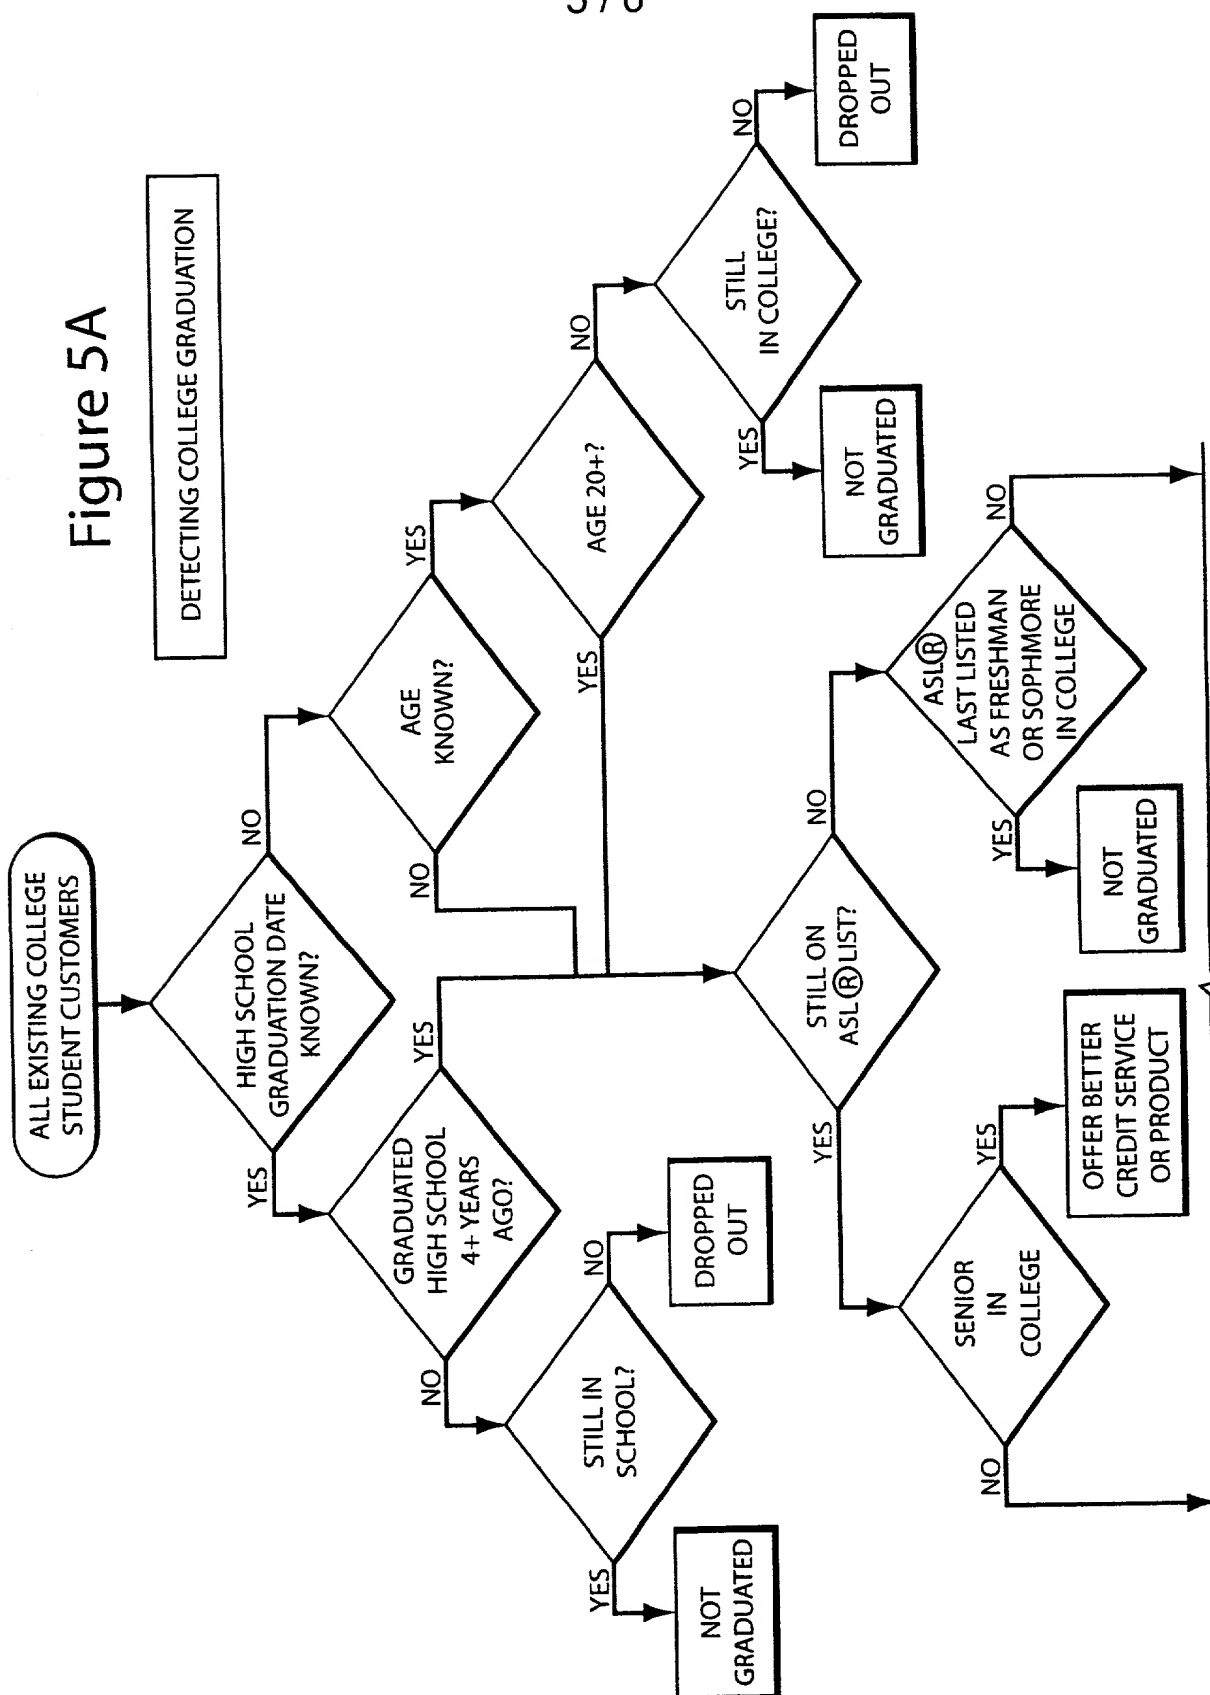 5 / 8
Figure 5A
DETECTING COLLEGE GRADUATION
ALL EXISTING COLLEGE
STUDENT CUSTOMERS
HIGH SCHOOL
GRADUATION DATE
KNOWN?
YES
NO
GRADUATED
HIGH SCHOOL
4+ YEARS
AGO?
NO
YES
AGE
KNOWN?
NO
YES
STILL IN
SCHOOL?
YES
NO
NOT
GRADUATED
DROPPED
OUT
AGE 20+?
YES
NO
STILL
IN COLLEGE?
YES
NO
NOT
GRADUATED
DROPPED
OUT
STILL ON
ASL® LIST?
YES
NO
SENIOR
IN
COLLEGE
NO
YES
OFFER BETTER
CREDIT SERVICE
OR PRODUCT
ASL®
LAST LISTED
AS FRESHMAN
OR SOPHMORE
IN COLLEGE
YES
NO
NOT
GRADUATED